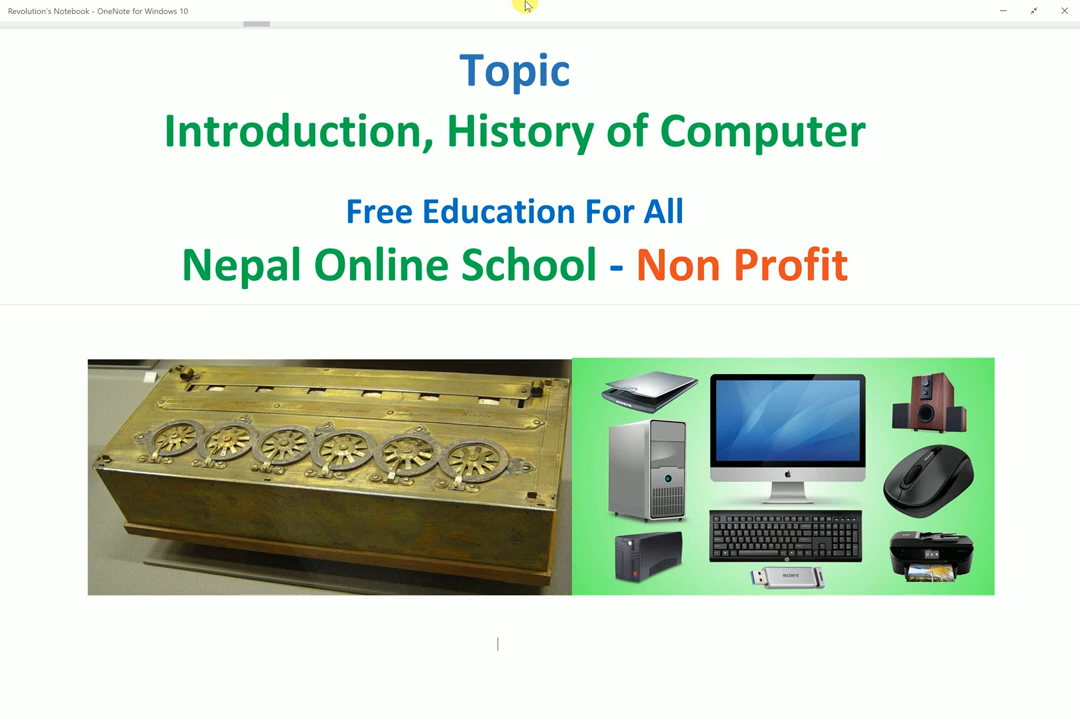 Revolution's Notebook - OneNote for Windows 10
Topic
Introduction, History of Computer
Free Education For All
Nepal Online School - Non Profit
SONY